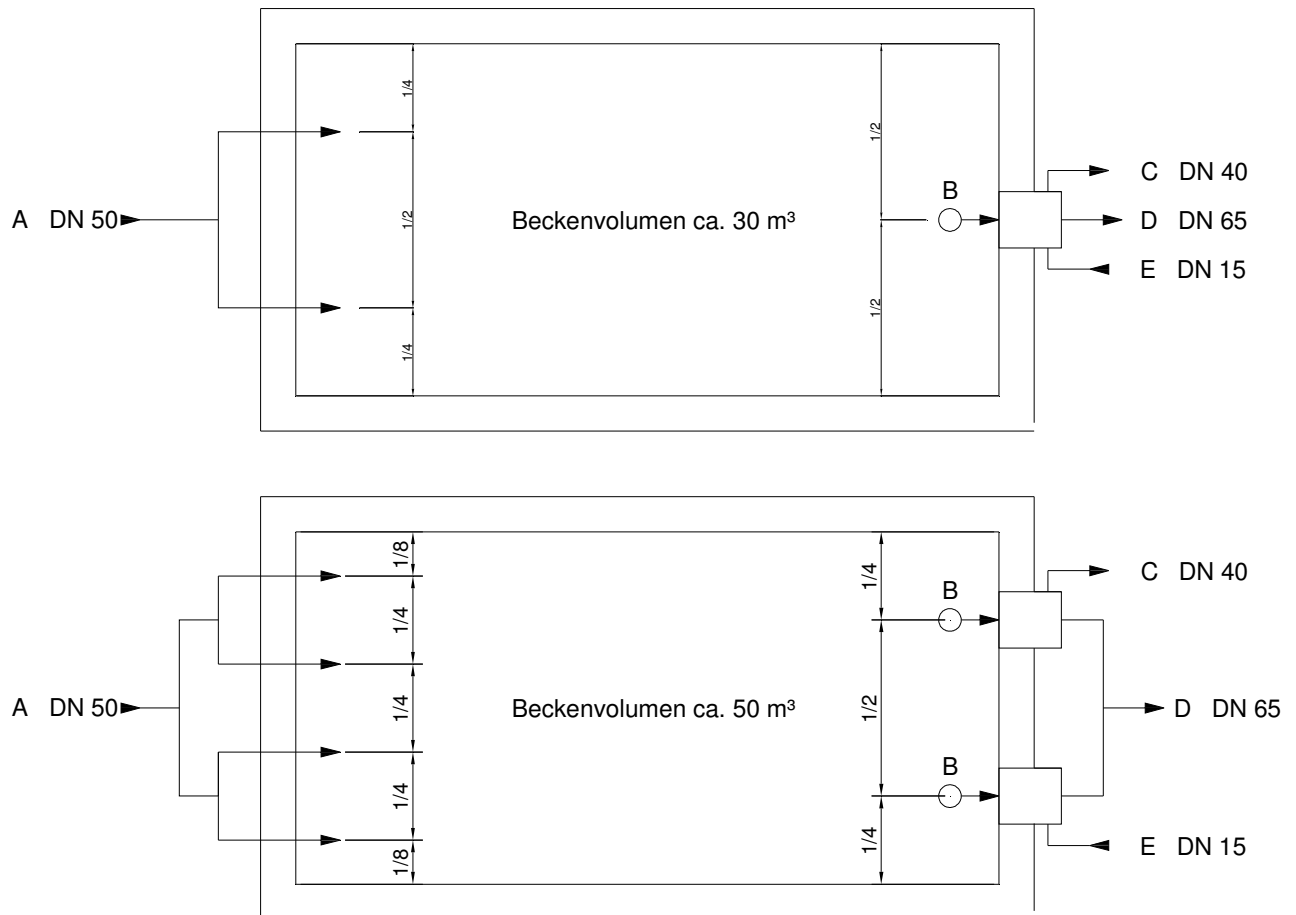 1/4
1/2
B
C DN 40
A DN 50
1/2
Beckenvolumen ca. 30 m³
D DN 65
E DN 15
1/2
1/4
1/8
1/4
C DN 40
B
1/4
1/4
A DN 50
Beckenvolumen ca. 50 m³
1/2
D DN 65
1/4
B
1/4
1/8
E DN 15